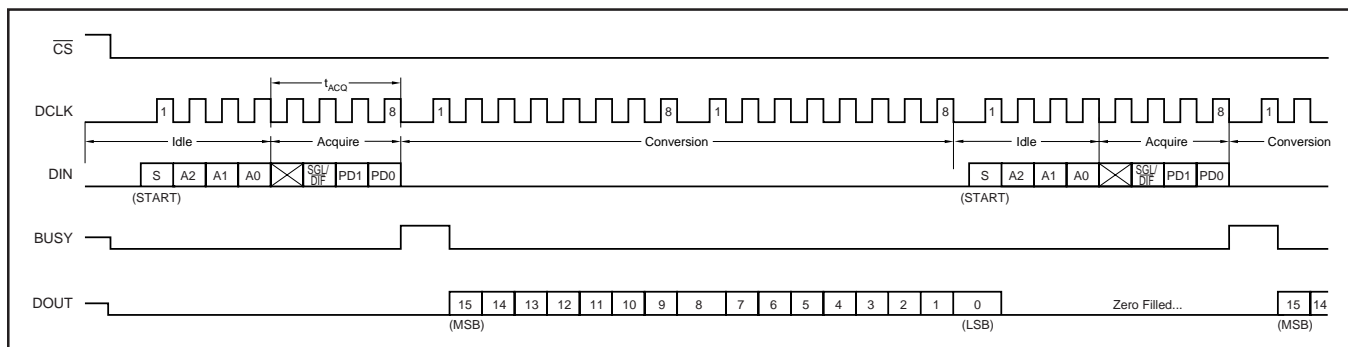 CS
tACQ
DCLK 1 8 1 8 1 8 1 8 1
Idle Acquire Conversion Idle Acquire Conversion
DIN S A2 A1 A0 SGL/DIF PD1 PD0 S A2 A1 A0 SGL/DIF PD1 PD0
(START) (START)
BUSY
DOUT 15 14 13 12 11 10 9 8 7 6 5 4 3 2 1 0 Zero Filled... 15 14
(MSB) (LSB) (MSB)